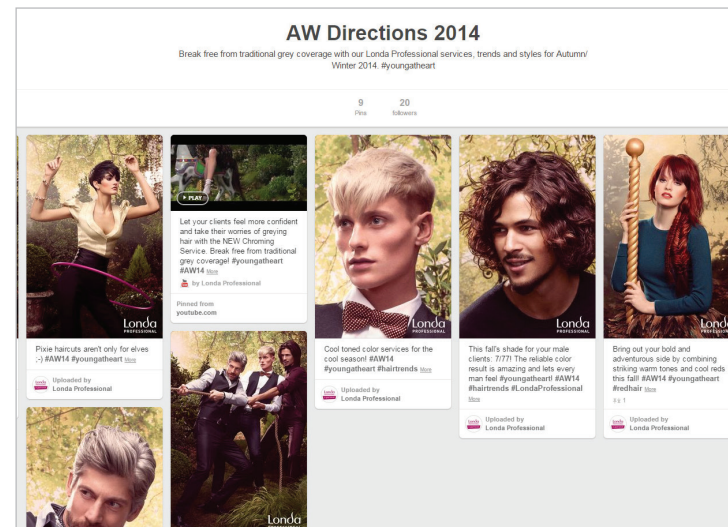 AW Directions 2014
Break free from traditional grey coverage with our Londa Professional services, trends and styles for Autumn/
Winter 2014. #youngatheart
9
Pins
20
followers
Londa
PROFESSIONAL
Pixie haircuts aren't only for elves
;-) #AW14 #youngatheart More
Uploaded by
Londa Professional
PLAY
Let your clients feel more confident
and take their worries of greying
hair with the NEW Chroming
Service. Break free from traditional
grey coverage! #youngatheart
#AW14 More
by Londa Professional
Pinned from
youtube.com
Londa
Londa
PROFESSIONAL
Cool toned color services for the
cool season! #AW14
#youngatheart #hairtrends More
Uploaded by
Londa Professional
Londa
PROFESSIONAL
This fall's shade for your male
clients: 7/77! The reliable color
result is amazing and lets every
man feel #youngatheart! #AW14
#hairtrends #LondaProfessional
More
Uploaded by
Londa Professional
Londa
PROFESSIONAL
Bring out your bold and
adventurous side by combining
striking warm tones and cool reds
this fall! #AW14 #youngatheart
#redhair More
1
Uploaded by
Londa Professional